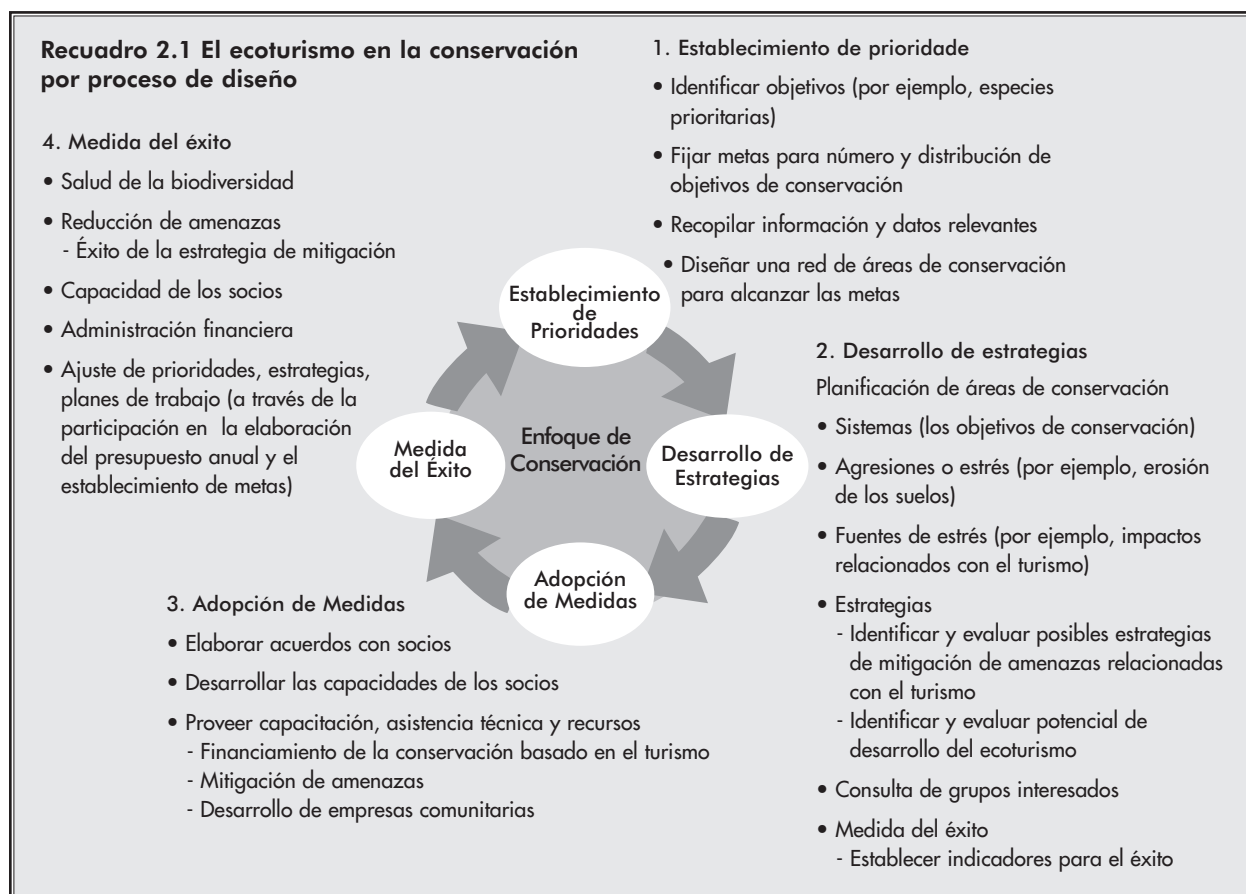 Recuadro 2.1 El ecoturismo en la conservación
por proceso de diseño
1. Establecimiento de prioridade
• Identificar objetivos (por ejemplo, especies
prioritarias)
• Fijar metas para número y distribución de
objetivos de conservación
• Recopilar información y datos relevantes
• Diseñar una red de áreas de conservación
para alcanzar las metas
2. Desarrollo de estrategias
Planificación de áreas de conservación
• Sistemas (los objetivos de conservación)
• Agresiones o estrés (por ejemplo, erosión
de los suelos)
• Fuentes de estrés (por ejemplo, impactos
relacionados con el turismo)
• Estrategias
- Identificar y evaluar posibles estrategias
de mitigación de amenazas relacionadas
con el turismo
- Identificar y evaluar potencial de
desarrollo del ecoturismo
• Consulta de grupos interesados
• Medida del éxito
- Establecer indicadores para el éxito
3. Adopción de Medidas
• Elaborar acuerdos con socios
• Desarrollar las capacidades de los socios
• Proveer capacitación, asistencia técnica y recursos
- Financiamiento de la conservación basado en el turismo
- Mitigación de amenazas
- Desarrollo de empresas comunitarias
4. Medida del éxito
• Salud de la biodiversidad
• Reducción de amenazas
- Éxito de la estrategia de mitigación
• Capacidad de los socios
• Administración financiera
• Ajuste de prioridades, estrategias,
planes de trabajo (a través de la
participación en la elaboración
del presupuesto anual y el
establecimiento de metas)
Establecimiento
de
Prioridades
Desarrollo de
Estrategias
Adopción
de Medidas
Medida
del Éxito
Enfoque de
Conservación